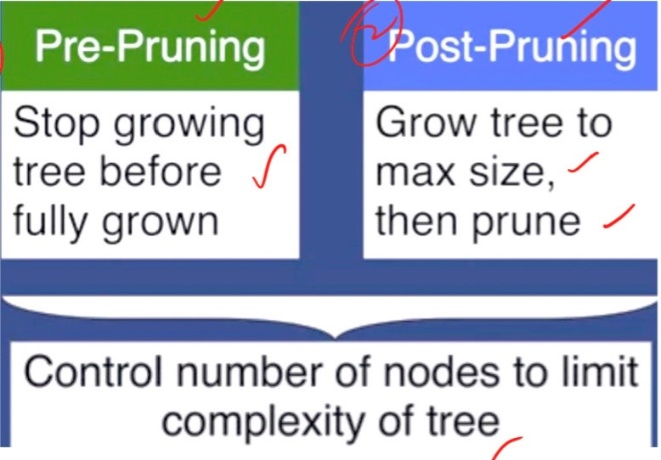 Pre-Pruning
Stop growing
tree before
fully grown
Post-Pruning
Grow tree to
max size,
then prune
Control number of nodes to limit
complexity of tree